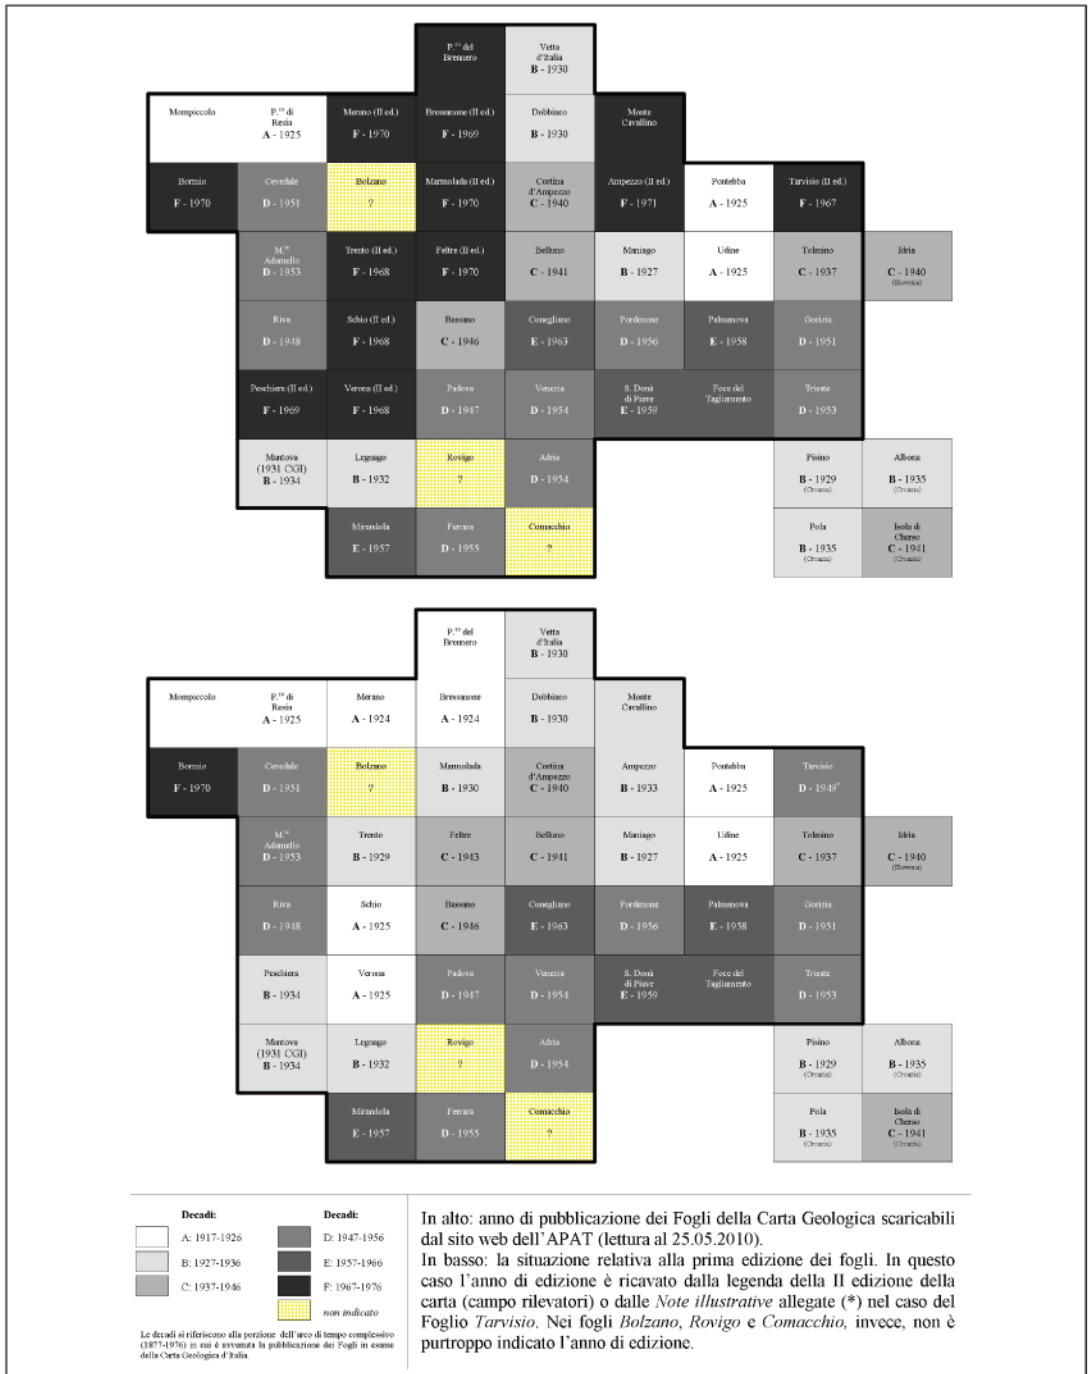 P.so del
Brennero
Vetta
d'Italia
B - 1930
Mompiccolo
P.so di
Resia
A - 1925
Merano (II ed.)
F - 1970
Bressanone (II ed.)
F - 1969
Dobbiaco
B - 1930
Monte
Cavallino
Bormio
F - 1970
Cevedale
D - 1951
Bolzano
?
Marmolada (II ed.)
F - 1970
Cortina
d'Ampezzo
C - 1940
Ampezzo (II ed.)
F - 1971
Pontebba
A - 1925
Tarvisio (II ed.)
F - 1967
M.te
Adamello
D - 1953
Trento (II ed.)
F - 1968
Feltre (II ed.)
F - 1970
Belluno
C - 1941
Maniago
B - 1927
Udine
A - 1925
Tolmino
C - 1937
Idria
C - 1940
(Slovenia)
Riva
D - 1948
Schio (II ed.)
F - 1968
Bassano
C - 1946
Conegliano
E - 1963
Pordenone
D - 1956
Palmanova
E - 1958
Gorizia
D - 1951
Peschiera (II ed.)
F - 1969
Verona (II ed.)
F - 1968
Padova
D - 1947
Venezia
D - 1954
S. Donà
di Piave
E - 1959
Foce del
Tagliamento
Trieste
D - 1953
Mantova
(1931 CGI)
B - 1934
Legnago
B - 1932
Rovigo
?
Adria
D - 1954
Pisino
B - 1929
(Croazia)
Albona
B - 1935
(Croazia)
Mirandola
E - 1957
Ferrara
D - 1955
Comacchio
?
Pola
B - 1935
(Croazia)
Isola di
Cherso
C - 1941
(Croazia)
P.so del
Brennero
Vetta
d'Italia
B - 1930
Mompiccolo
P.so di
Resia
A - 1925
Merano
A - 1924
Bressanone
A - 1924
Dobbiaco
B - 1930
Monte
Cavallino
Bormio
F - 1970
Cevedale
D - 1951
Bolzano
?
Marmolada
B - 1930
Cortina
d'Ampezzo
C - 1940
Ampezzo
B - 1933
Pontebba
A - 1925
Tarvisio
D - 1949*
M.te
Adamello
D - 1953
Trento
B - 1929
Feltre
C - 1943
Belluno
C - 1941
Maniago
B - 1927
Udine
A - 1925
Tolmino
C - 1937
Idria
C - 1940
(Slovenia)
Riva
D - 1948
Schio
A - 1925
Bassano
C - 1946
Conegliano
E - 1963
Pordenone
D - 1956
Palmanova
E - 1958
Gorizia
D - 1951
Peschiera
B - 1934
Verona
A - 1925
Padova
D - 1947
Venezia
D - 1954
S. Donà
di Piave
E - 1959
Foce del
Tagliamento
Trieste
D - 1953
Mantova
(1931 CGI)
B - 1934
Legnago
B - 1932
Rovigo
?
Adria
D - 1954
Pisino
B - 1929
(Croazia)
Albona
B - 1935
(Croazia)
Mirandola
E - 1957
Ferrara
D - 1955
Comacchio
?
Pola
B - 1935
(Croazia)
Isola di
Cherso
C - 1941
(Croazia)
Decadi:
A: 1917-1926
B: 1927-1936
C: 1937-1946
Decadi:
D: 1947-1956
E: 1957-1966
F: 1967-1976
non indicato
Le decadi si riferiscono alla porzione dell'arco di tempo complessivo
(1877-1976) in cui è avvenuta la pubblicazione dei Fogli in esame
della Carta Geologica d'Italia.
In alto: anno di pubblicazione dei Fogli della Carta Geologica scaricabili
dal sito web dell'APAT (lettura al 25.05.2010).
In basso: la situazione relativa alla prima edizione dei fogli. In questo
caso l'anno di edizione è ricavato dalla legenda della II edizione della
carta (campo rilevatori) o dalle Note illustrative allegate (*) nel caso del
Foglio Tarvisio. Nei fogli Bolzano, Rovigo e Comacchio, invece, non è
purtroppo indicato l'anno di edizione.